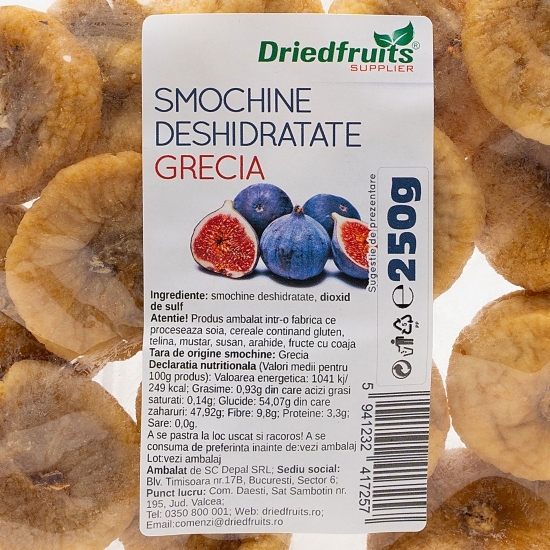 Driedfruits®
SUPPLIER
SMOCHINE
DESHIDRATATE
GRECIA
Sugestie de prezentare
℮ 250g
Ingrediente: smochine deshidratate, dioxid
de sulf
Atentie! Produs ambalat intr-o fabrica ce
proceseaza soia, cereale continand gluten,
telina, mustar, susan, arahide, fructe cu coaja
Tara de origine smochine: Grecia
Declaratia nutritionala (Valori medii pentru
100g produs): Valoarea energetica: 1041 kj/
249 kcal; Grasime: 0,93g din care acizi grasi
saturati: 0,14g; Glucide: 54,07g din care
zaharuri: 47,92g; Fibre: 9,8g; Proteine: 3,3g;
Sare: 0,0g.
A se pastra la loc uscat si racoros! A se
consuma de preferinta inainte de:vezi ambalaj
Lot:vezi ambalaj
Ambalat de SC Depal SRL; Sediu social:
Blv. Timisoara nr.17B, Bucuresti, Sector 6;
Punct lucru: Com. Daesti, Sat Sambotin nr.
195, Jud. Valcea;
Tel: 0350 800 001; Web: driedfruits.ro;
Email:comenzi@driedfruits.ro
5 941232 417257